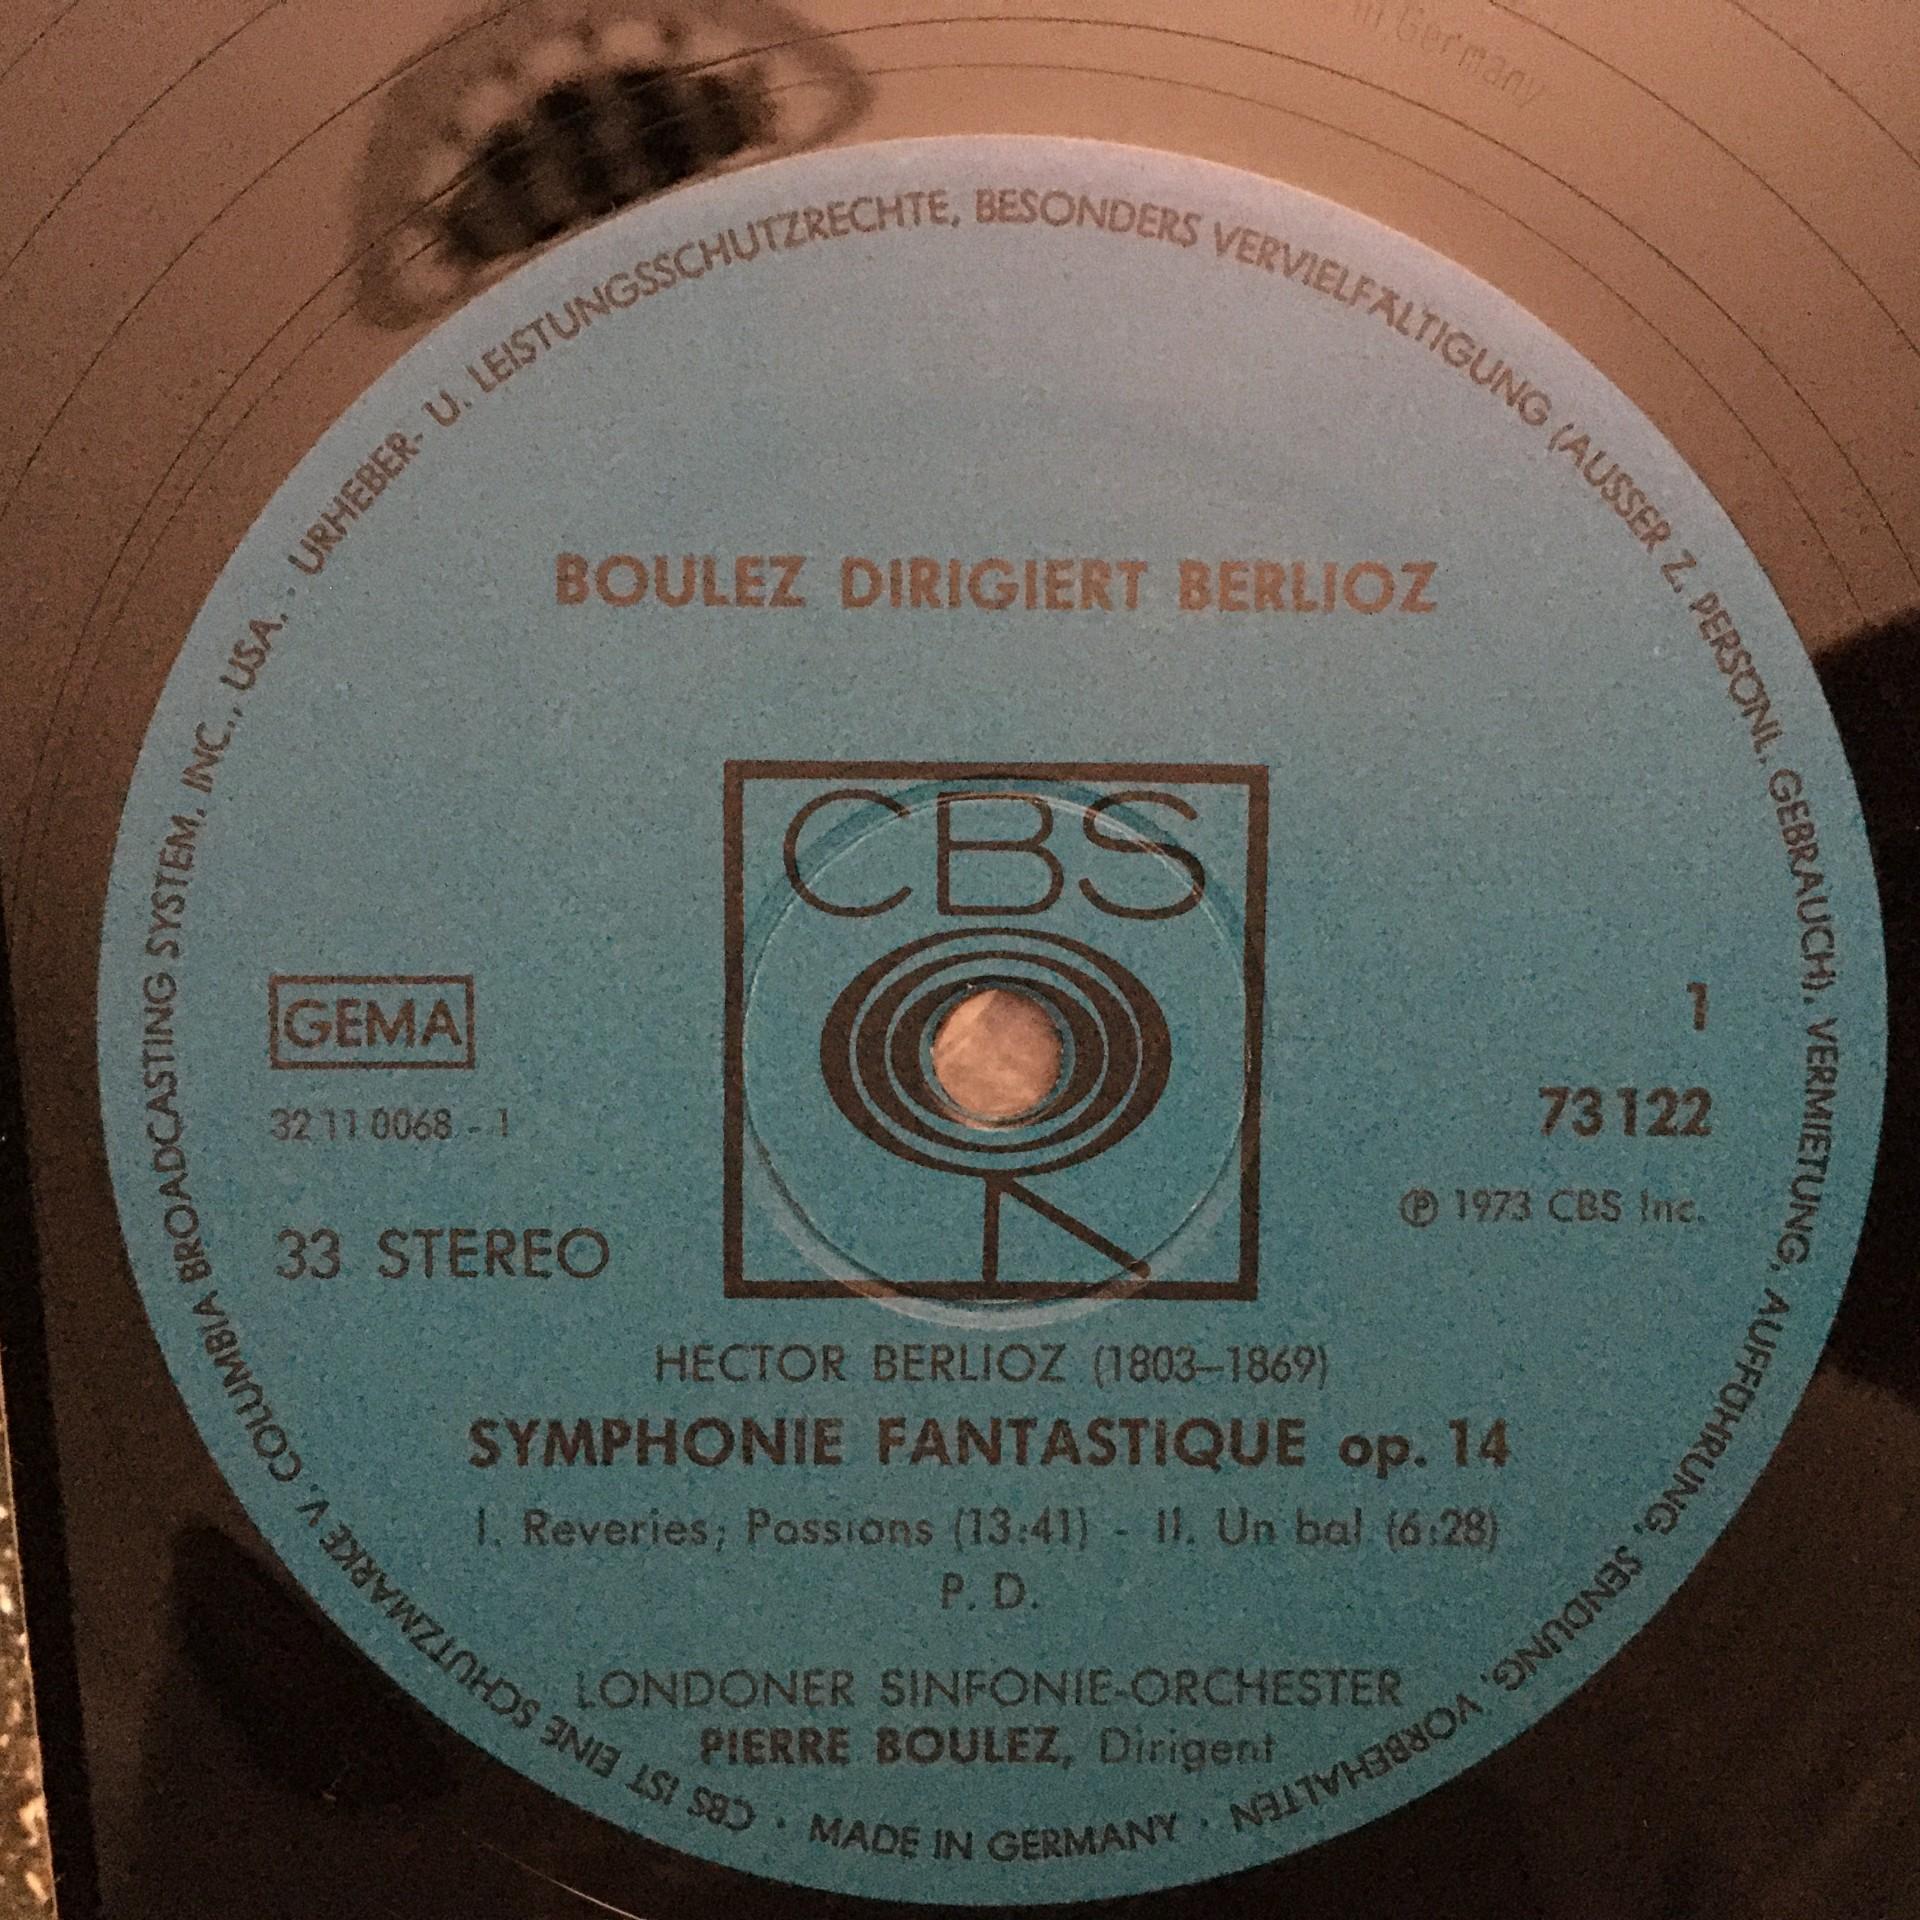 in Germany
CBS IST EINE SCHUTZMARKE V. COLUMBIA BROADCASTING SYSTEM, INC., USA. · URHEBER- U. LEISTUNGSSCHUTZRECHTE, BESONDERS VERVIELFÄLTIGUNG (AUSSER Z. PERSÖNL. GEBRAUCH), VERMIETUNG, AUFFÜHRUNG, SENDUNG, VORBEHALTEN · MADE IN GERMANY ·
BOULEZ DIRIGIERT BERLIOZ
CBS
GEMA
32 11 0068 - 1
33 STEREO
1
73 122
℗ 1973 CBS Inc.
HECTOR BERLIOZ (1803–1869)
SYMPHONIE FANTASTIQUE op. 14
I. Reveries; Passions (13:41) - II. Un bal (6:28)
P. D.
LONDONER SINFONIE-ORCHESTER
PIERRE BOULEZ, Dirigent